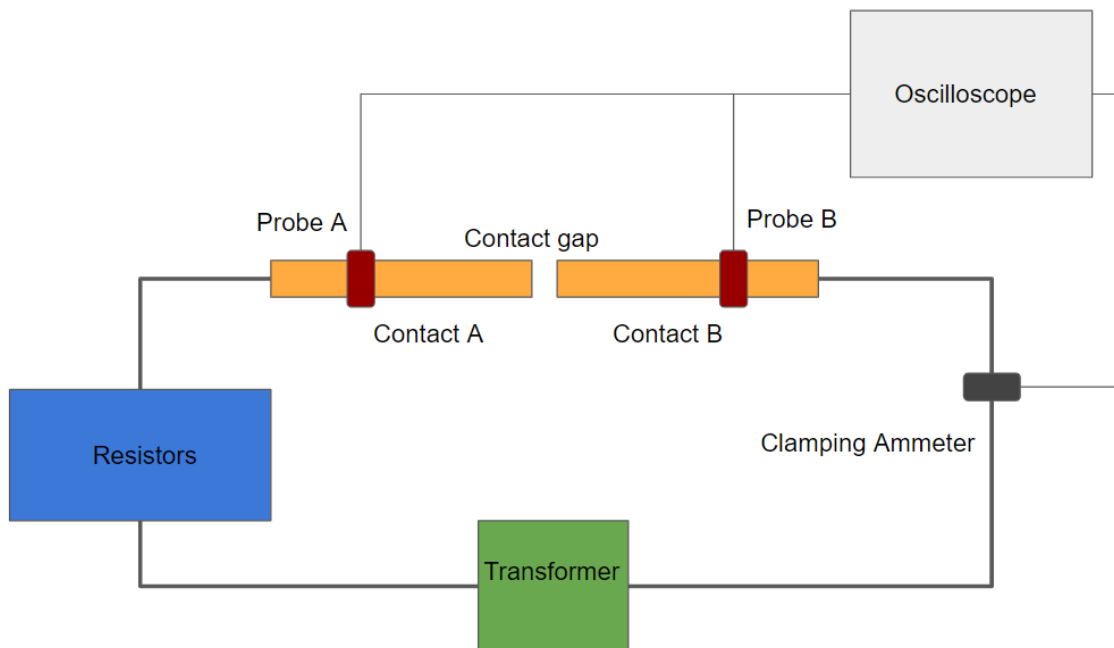 Oscilloscope
Probe A
Probe B
Contact gap
Contact A
Contact B
Resistors
Clamping Ammeter
Transformer